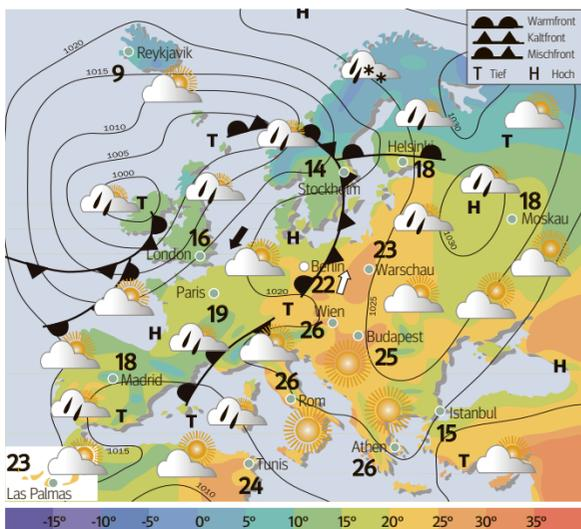 H
Warmfront
Kaltfront
Mischfront
T Tief H Hoch
1020
Reykjavik
9
1015
1010
1005
1000
T
T
1030
T
Helsinki
18
14
Stockholm
H
18
Moskau
1030
16
London
H
Berlin
22
23
Warschau
Paris
19
1020
T
1025
Wien
26
Budapest
25
H
18
Madrid
H
26
Rom
T
T
Istanbul
15
Athen
26
T
1015
23
Las Palmas
1010
Tunis
24
-15° -10° -5° 0° 5° 10° 15° 20° 25° 30° 35°